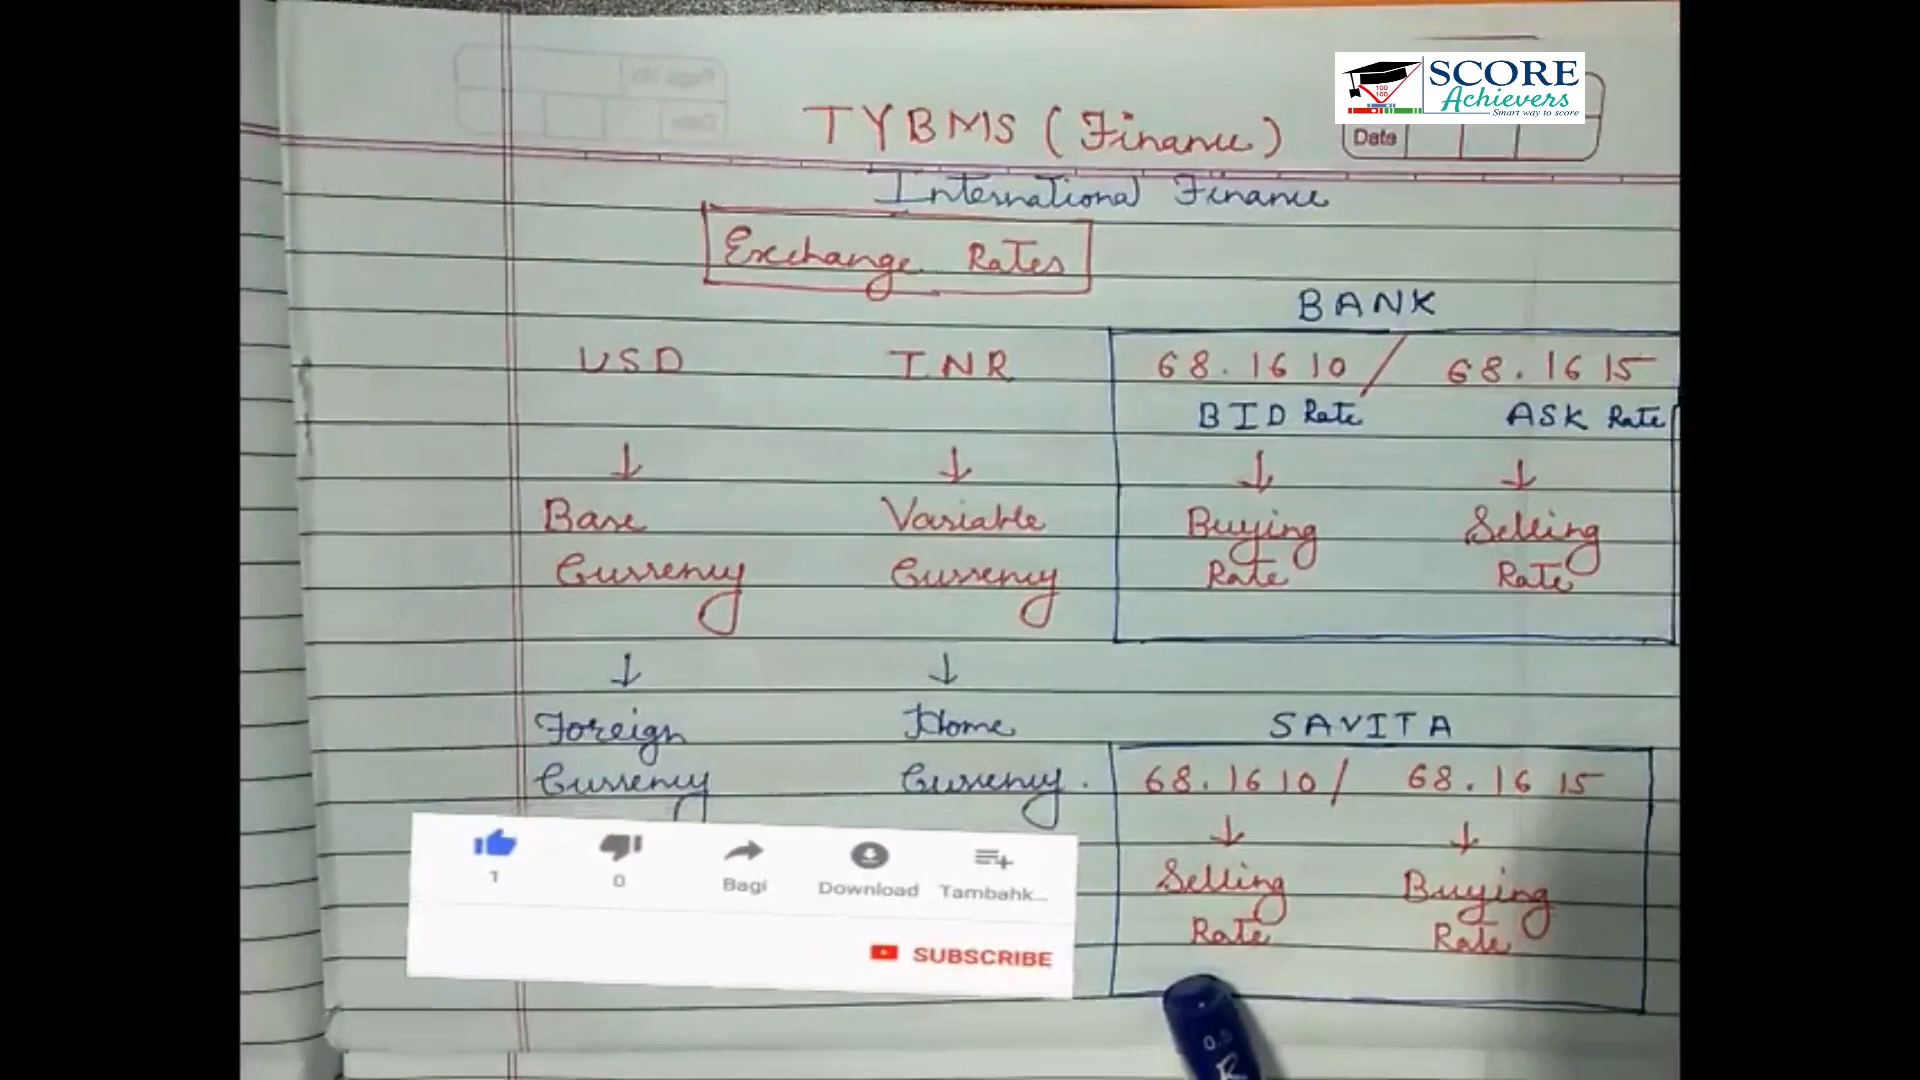 SCORE
Achievers
Smart way to score
100
100
Date
TYBMS (Finance)
International Finance
Exchange Rates
BANK
USD INR 68.1610 / 68.1615
BID Rate ASK Rate
↓ ↓ ↓ ↓
Base Variable Buying Selling
Currency Currency Rate Rate
↓ ↓
Foreign Home SAVITA
Currency Currency. 68.1610 / 68.1615
↓ ↓
Selling Buying
Rate Rate
1 0 Bagi Download Tambahk...
SUBSCRIBE